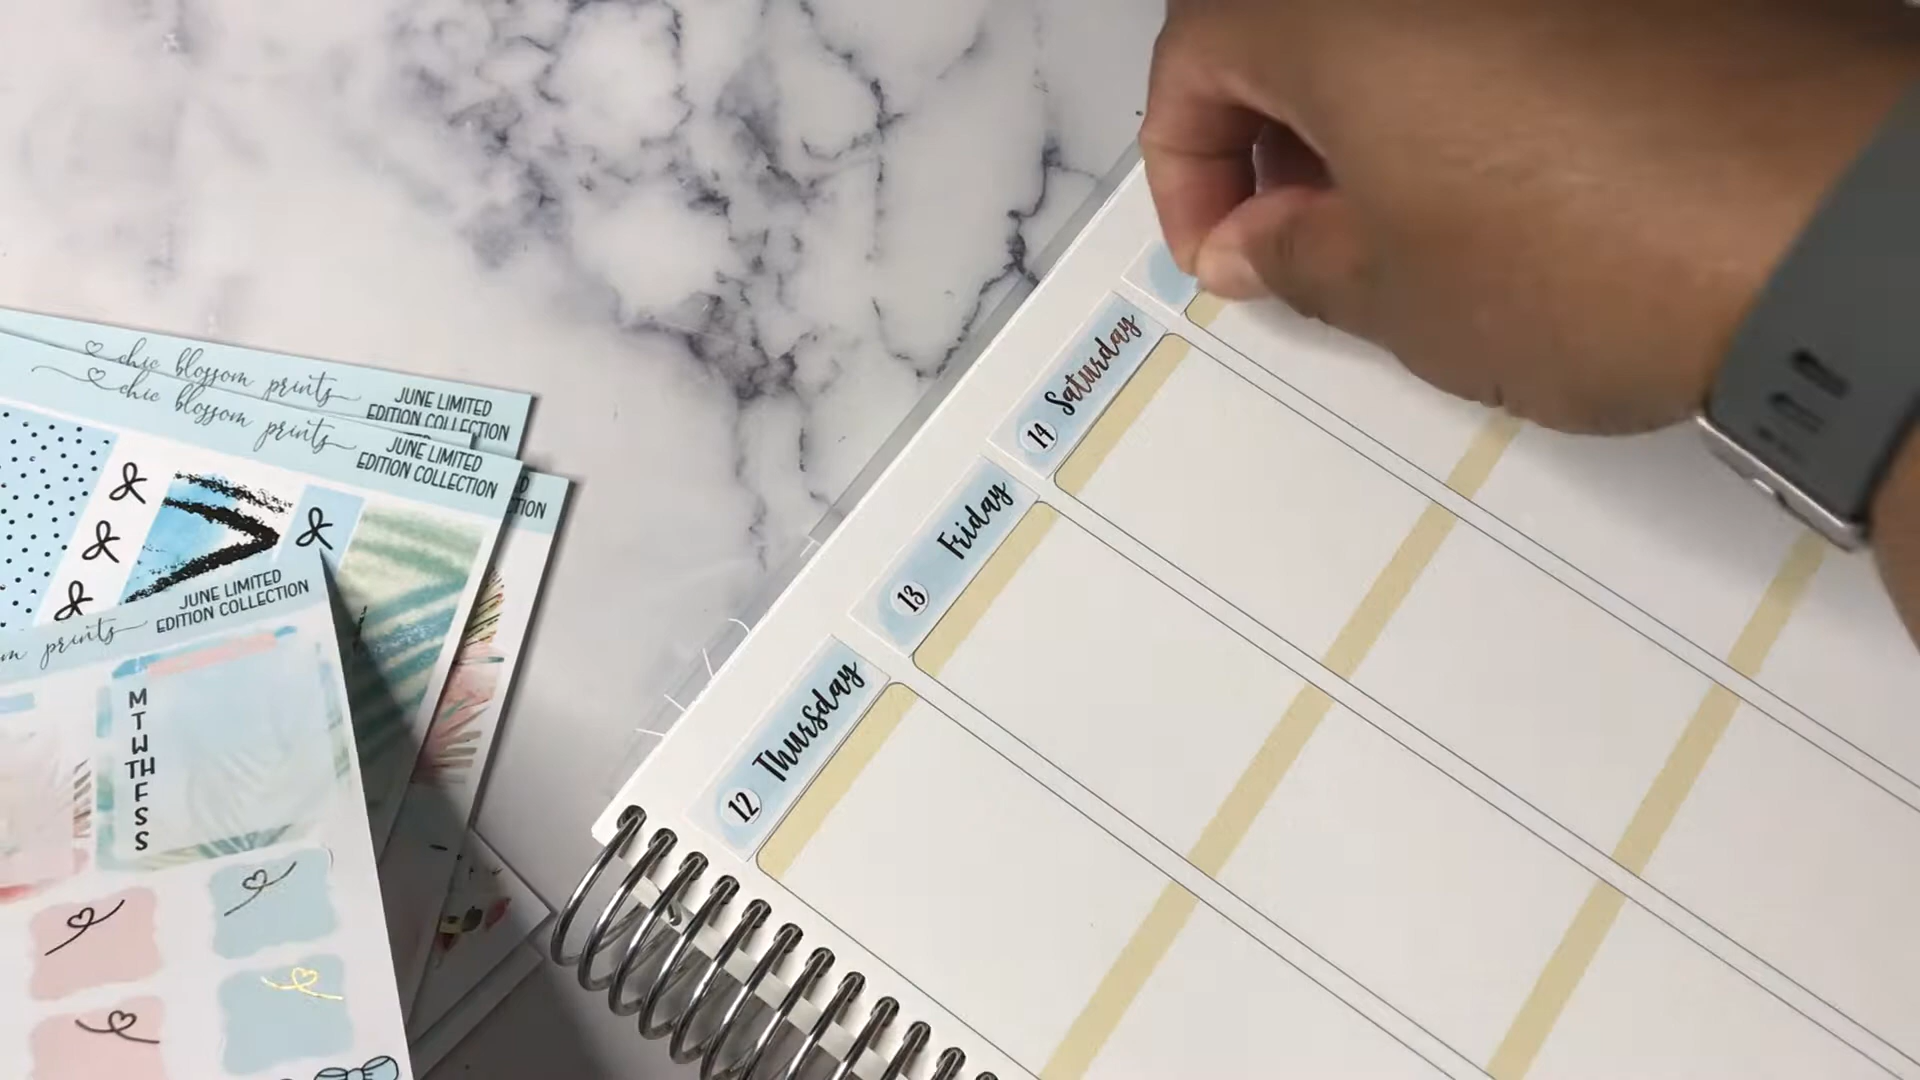 chic blossom prints
JUNE LIMITED
EDITION COLLECTION
chic blossom prints
JUNE LIMITED
EDITION COLLECTION
prints
JUNE LIMITED
EDITION COLLECTION
M
T
W
TH
F
S
S
14 Saturday
13 Friday
12 Thursday